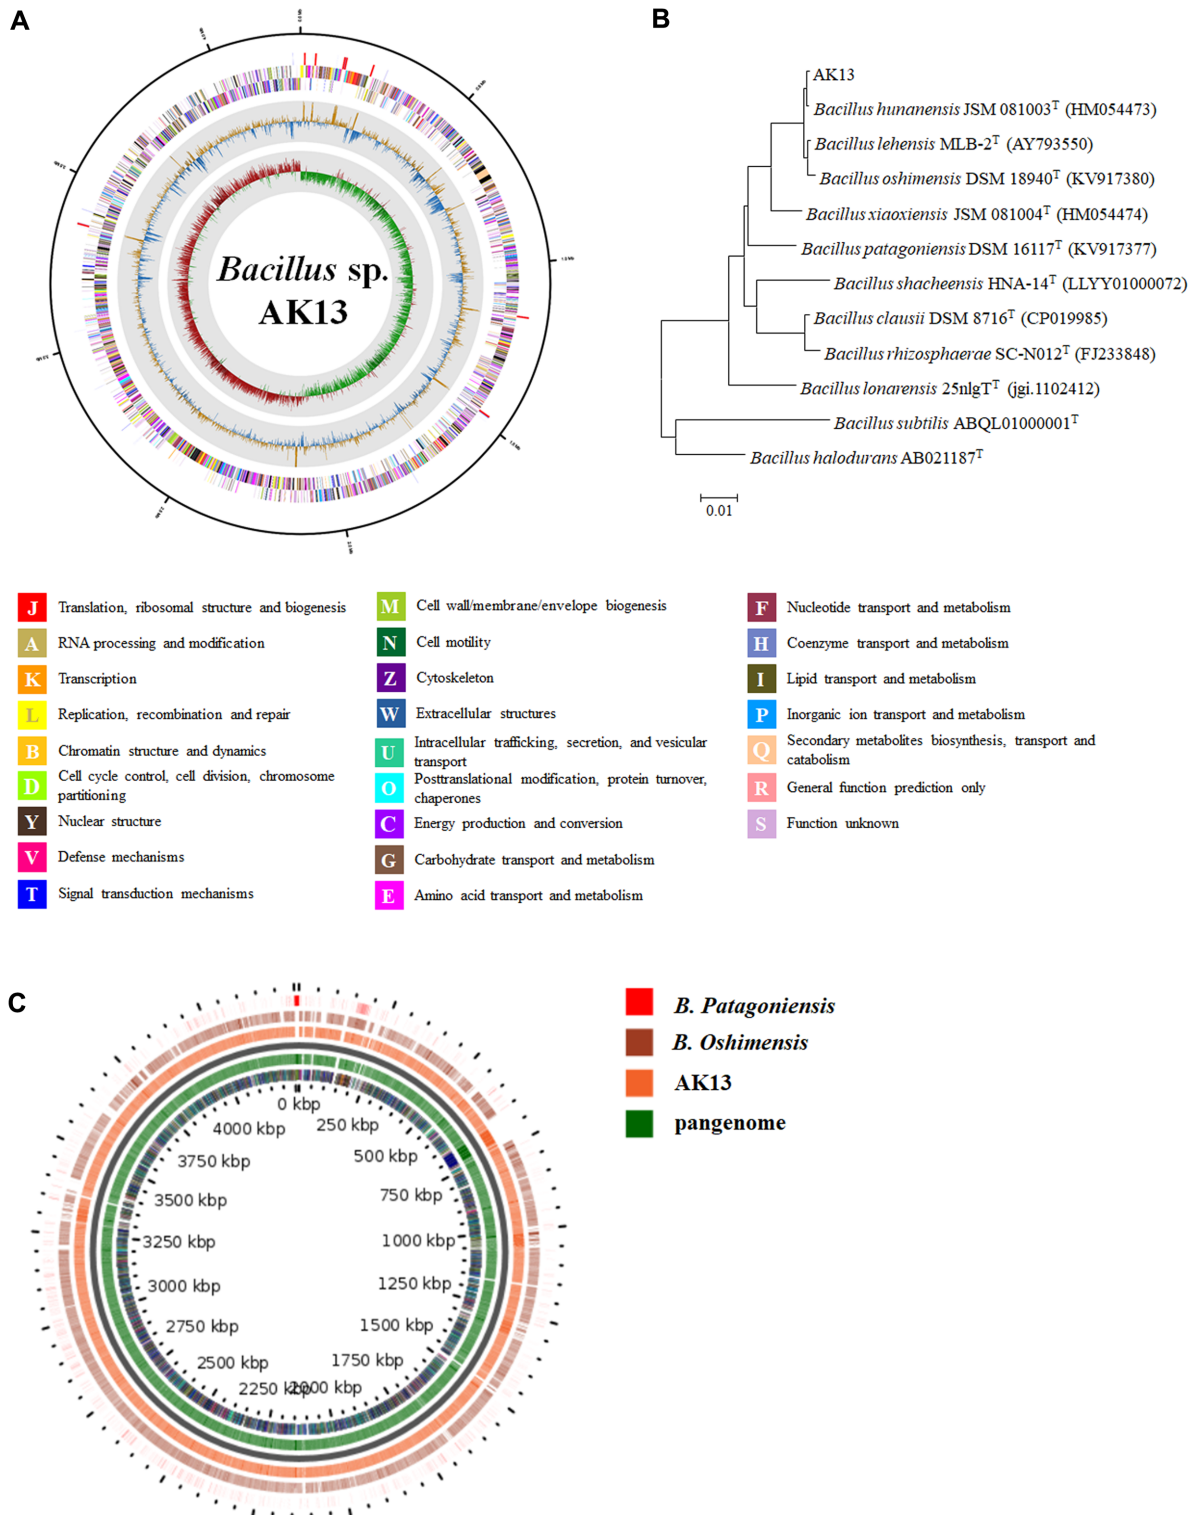 A
Bacillus sp.
AK13
B
AK13
Bacillus hunanensis JSM 081003T (HM054473)
Bacillus lehensis MLB-2T (AY793550)
Bacillus oshimensis DSM 18940T (KV917380)
Bacillus xiaoxiensis JSM 081004T (HM054474)
Bacillus patagoniensis DSM 16117T (KV917377)
Bacillus shacheensis HNA-14T (LLYY01000072)
Bacillus clausii DSM 8716T (CP019985)
Bacillus rhizosphaerae SC-N012T (FJ233848)
Bacillus lonarensis 25nlgTT (jgi.1102412)
Bacillus subtilis ABQL01000001T
Bacillus halodurans AB021187T
0.01
J Translation, ribosomal structure and biogenesis
A RNA processing and modification
K Transcription
L Replication, recombination and repair
B Chromatin structure and dynamics
D Cell cycle control, cell division, chromosome
partitioning
Y Nuclear structure
V Defense mechanisms
T Signal transduction mechanisms
M Cell wall/membrane/envelope biogenesis
N Cell motility
Z Cytoskeleton
W Extracellular structures
U Intracellular trafficking, secretion, and vesicular
transport
O Posttranslational modification, protein turnover,
chaperones
C Energy production and conversion
G Carbohydrate transport and metabolism
E Amino acid transport and metabolism
F Nucleotide transport and metabolism
H Coenzyme transport and metabolism
I Lipid transport and metabolism
P Inorganic ion transport and metabolism
Q Secondary metabolites biosynthesis, transport and
catabolism
R General function prediction only
S Function unknown
C
0 kbp
250 kbp
500 kbp
750 kbp
1000 kbp
1250 kbp
1500 kbp
1750 kbp
2000 kbp
2250 kbp
2500 kbp
2750 kbp
3000 kbp
3250 kbp
3500 kbp
3750 kbp
4000 kbp
B. Patagoniensis
B. Oshimensis
AK13
pangenome